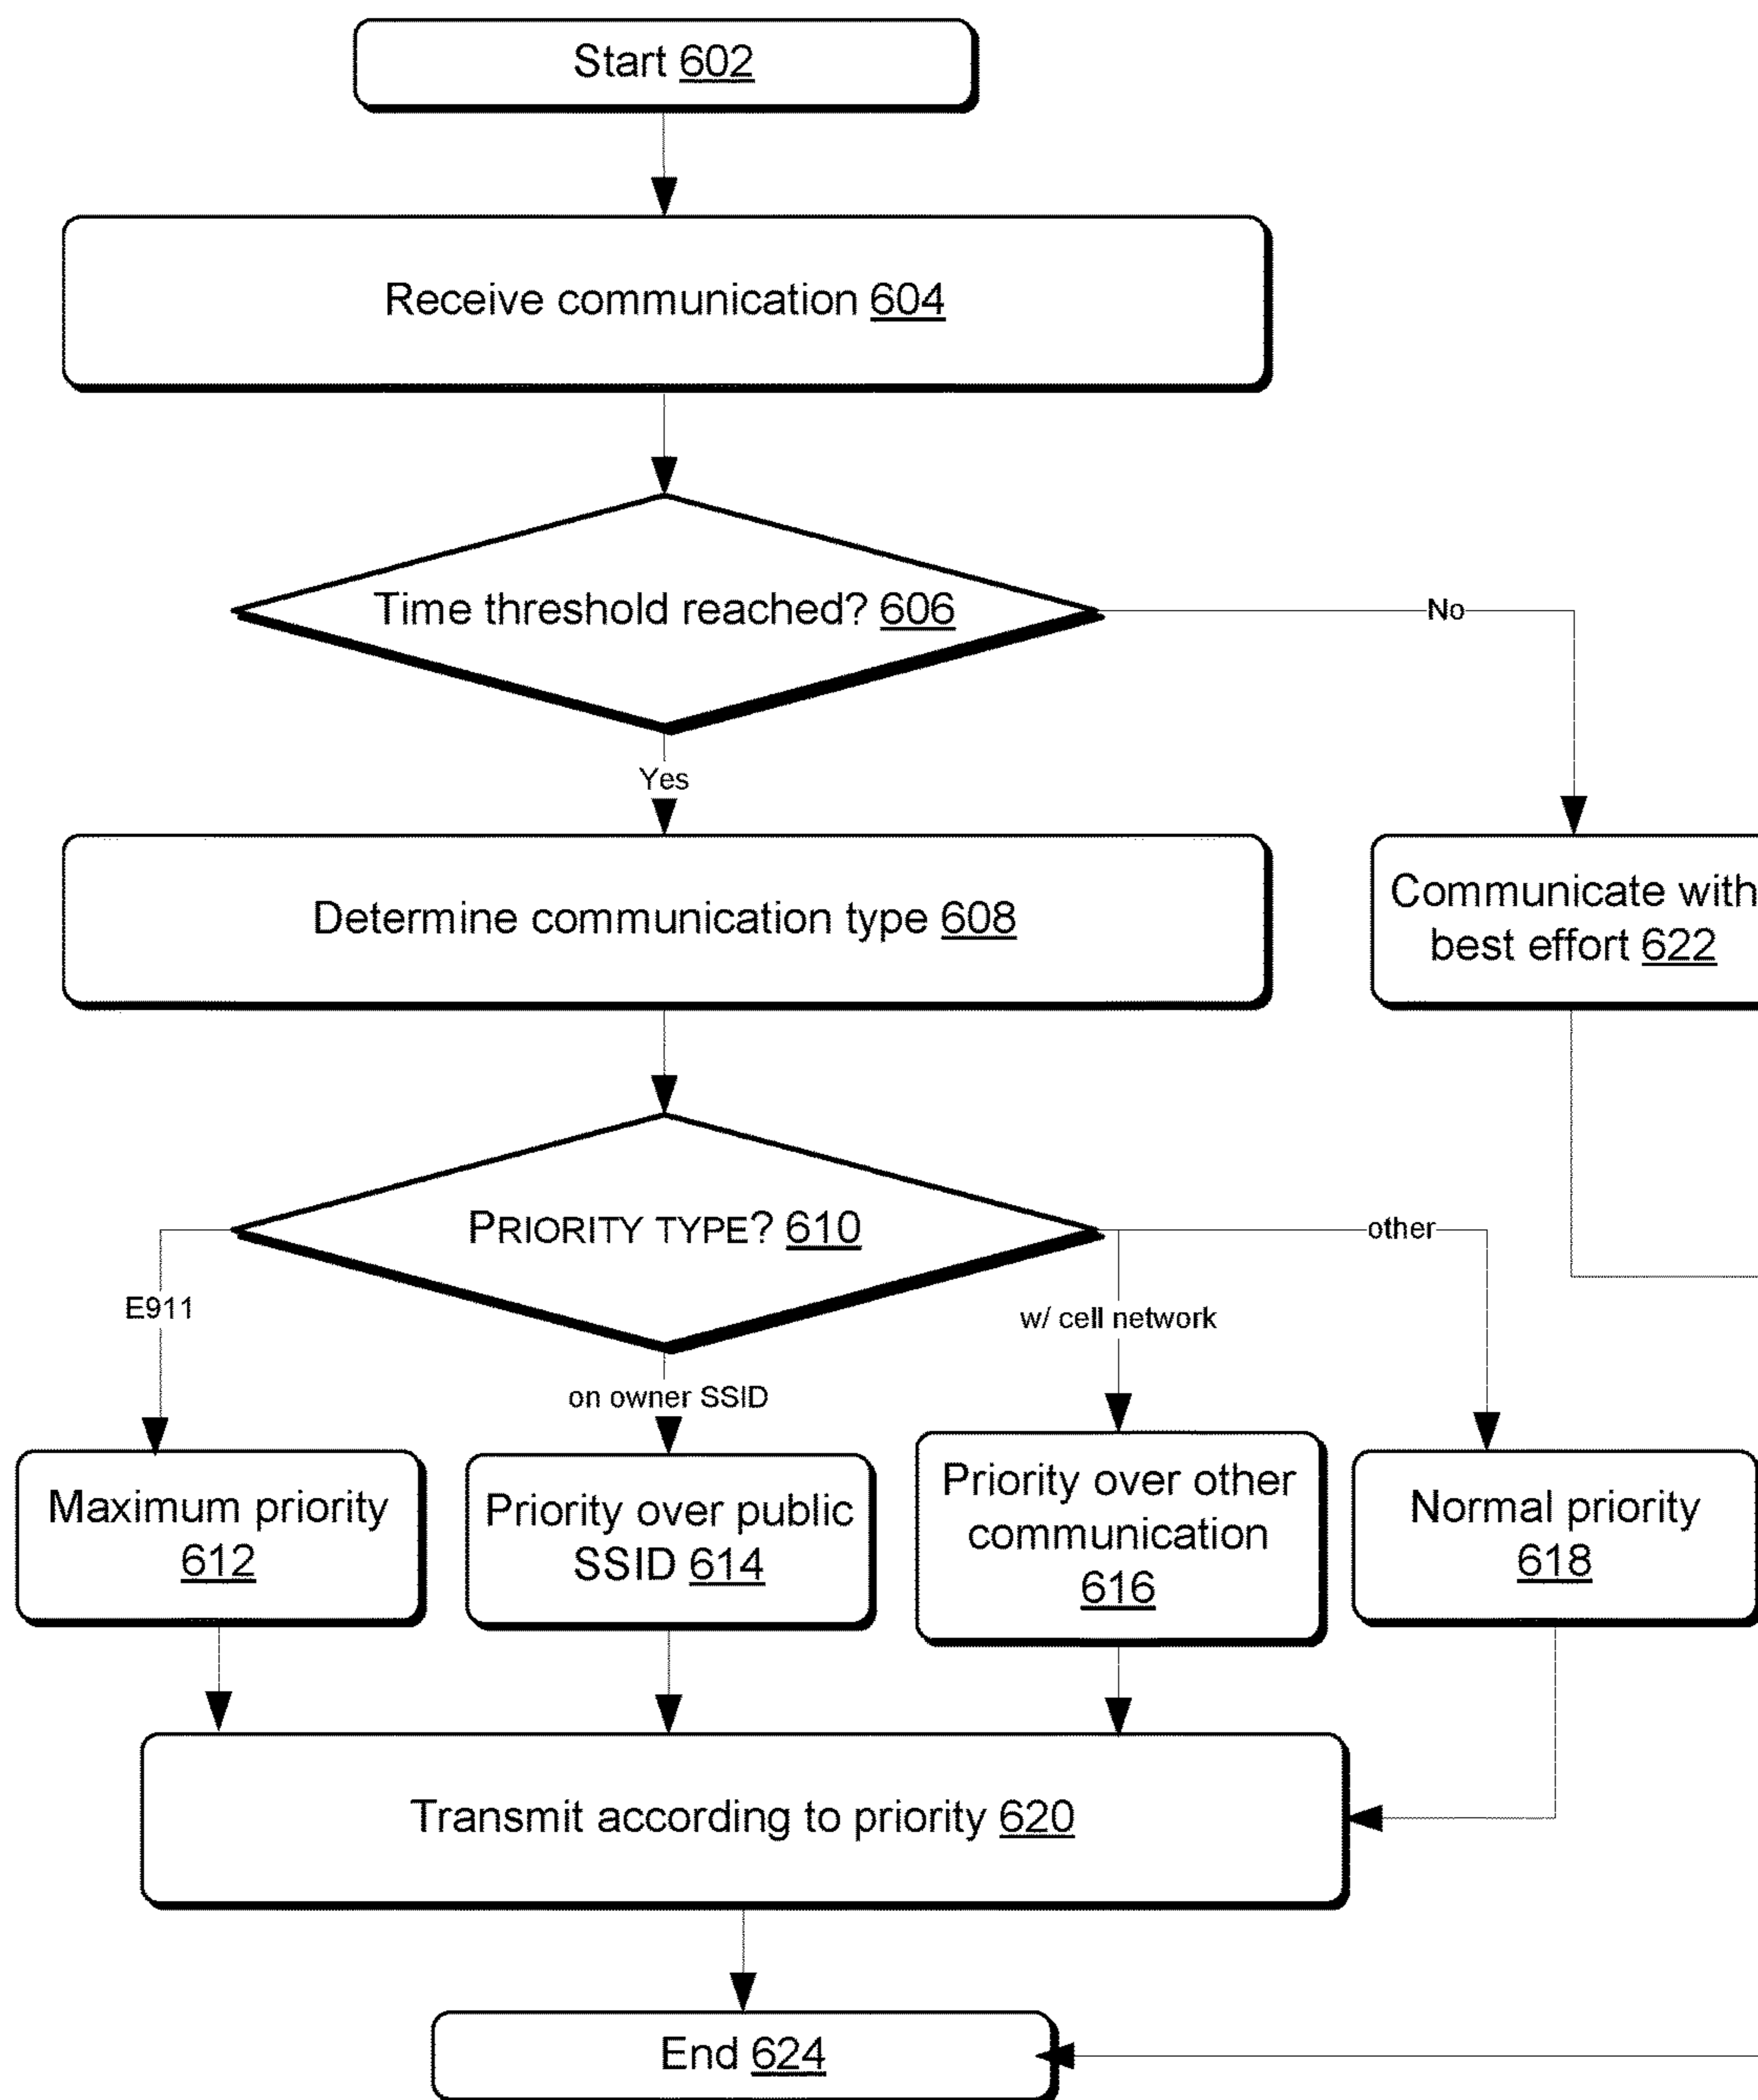 Start 602
Receive communication 604
Time threshold reached? 606
No
Yes
Determine communication type 608
Communicate with
best effort 622
PRIORITY TYPE? 610
other
E911
w/ cell network
on owner SSID
Maximum priority
612
Priority over public
SSID 614
Priority over other
communication
616
Normal priority
618
Transmit according to priority 620
End 624